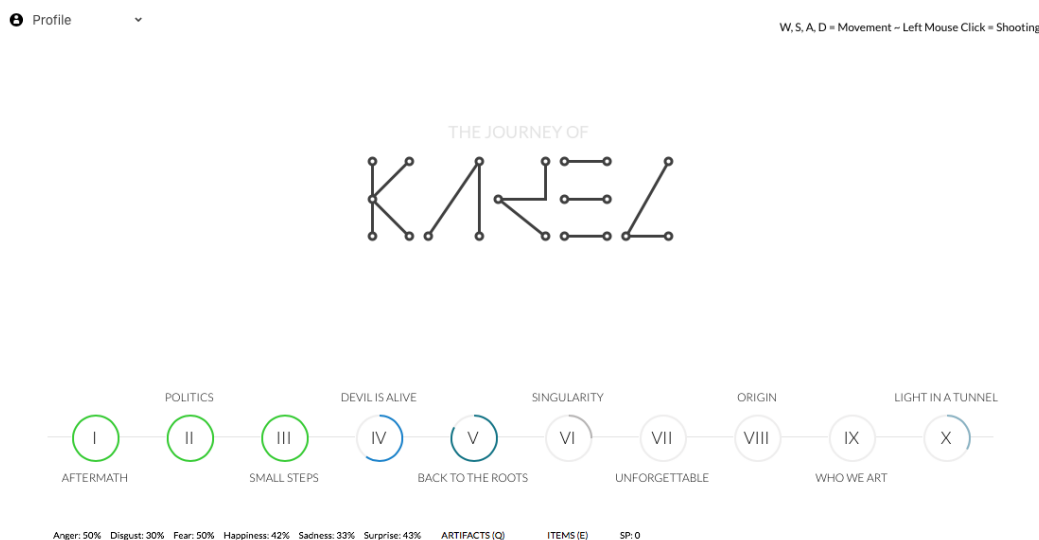 Profile
W, S, A, D = Movement ~ Left Mouse Click = Shooting
THE JOURNEY OF
KAREL
POLITICS DEVIL IS ALIVE SINGULARITY ORIGIN LIGHT IN A TUNNEL
I II III IV V VI VII VIII IX X
AFTERMATH SMALL STEPS BACK TO THE ROOTS UNFORGETTABLE WHO WE ART
Anger: 50% Disgust: 30% Fear: 50% Happiness: 42% Sadness: 33% Surprise: 43% ARTIFACTS (Q) ITEMS (E) SP: 0